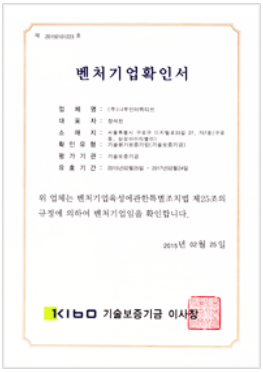 제 호
벤처기업확인서
업 체 명 :
대 표 자 :
소 재 지 : 서울특별시 구로구
확 인 유 형 : 기술평가보증기업(기술보증기금)
평 가 기 관 : 기술보증기금
유 효 기 간 : 2015년02월25일 ~ 2017년02월24일
위 업체는 벤처기업육성에관한특별조치법 제25조의
규정에 의하여 벤처기업임을 확인합니다.
2015년 02월 25일
KIBO 기술보증기금 이사장